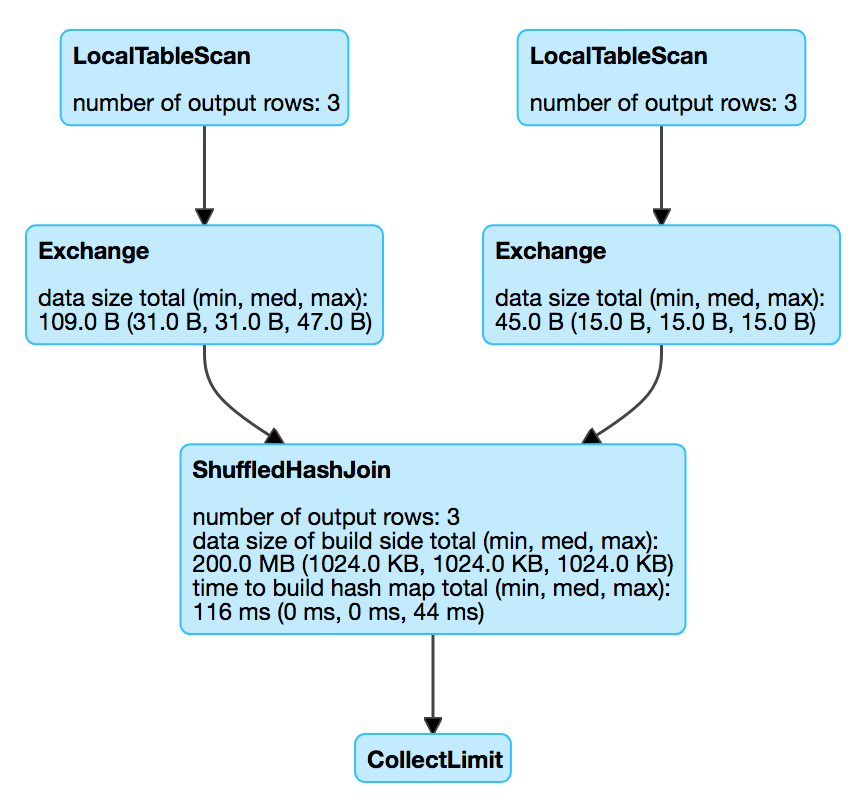 LocalTableScan
number of output rows: 3
LocalTableScan
number of output rows: 3
Exchange
data size total (min, med, max):
109.0 B (31.0 B, 31.0 B, 47.0 B)
Exchange
data size total (min, med, max):
45.0 B (15.0 B, 15.0 B, 15.0 B)
ShuffledHashJoin
number of output rows: 3
data size of build side total (min, med, max):
200.0 MB (1024.0 KB, 1024.0 KB, 1024.0 KB)
time to build hash map total (min, med, max):
116 ms (0 ms, 0 ms, 44 ms)
CollectLimit